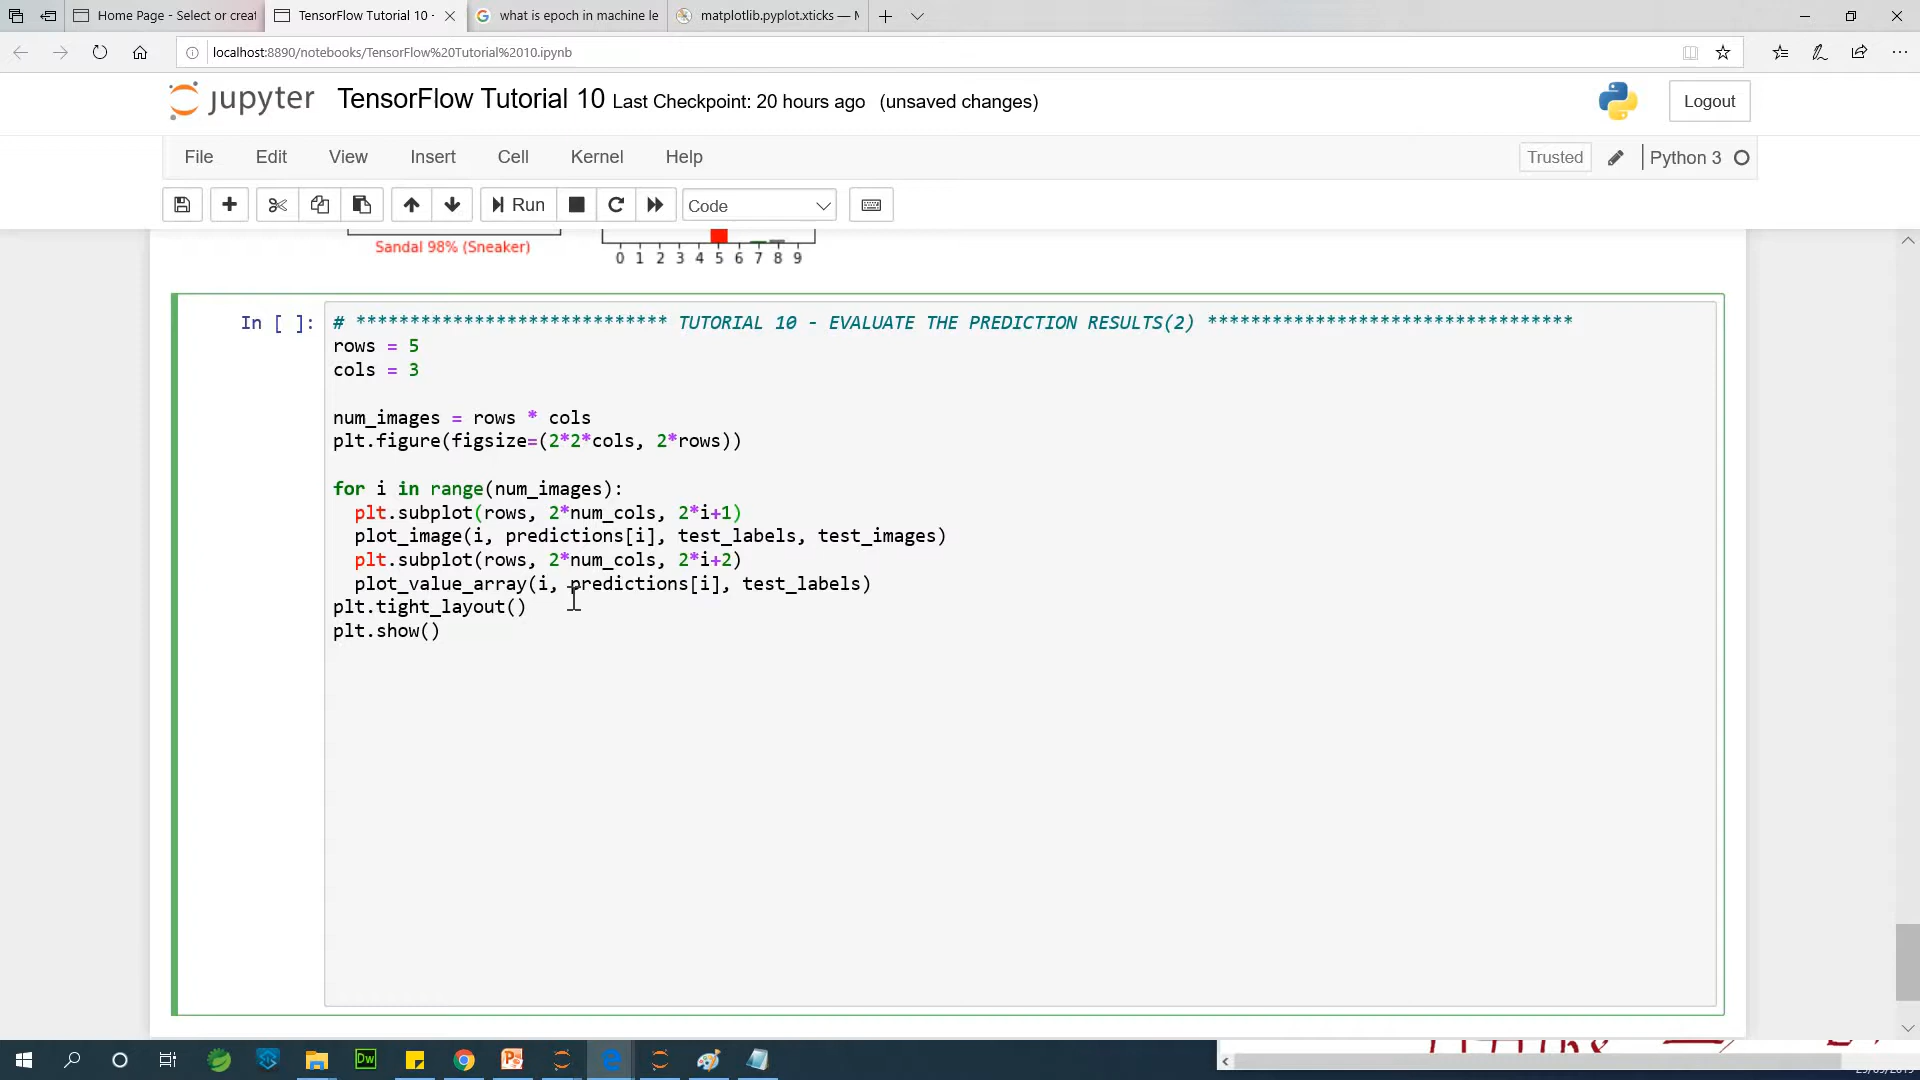 Home Page - Select or creat
TensorFlow Tutorial 10 -
what is epoch in machine le
matplotlib.pyplot.xticks —
localhost:8890/notebooks/TensorFlow%20Tutorial%2010.ipynb
jupyter TensorFlow Tutorial 10 Last Checkpoint: 20 hours ago (unsaved changes)
Logout
File Edit View Insert Cell Kernel Help
Trusted Python 3
Run Code
Sandal 98% (Sneaker)
0 1 2 3 4 5 6 7 8 9
In [ ]:
# ***************************** TUTORIAL 10 - EVALUATE THE PREDICTION RESULTS(2) **********************************
rows = 5
cols = 3
num_images = rows * cols
plt.figure(figsize=(2*2*cols, 2*rows))
for i in range(num_images):
  plt.subplot(rows, 2*num_cols, 2*i+1)
  plot_image(i, predictions[i], test_labels, test_images)
  plt.subplot(rows, 2*num_cols, 2*i+2)
  plot_value_array(i, predictions[i], test_labels)
plt.tight_layout()
plt.show()
Dw